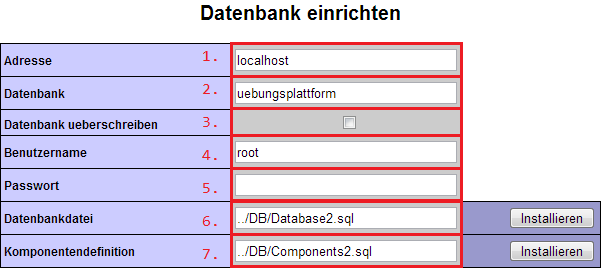 Datenbank einrichten
Adresse 1. localhost
Datenbank 2. uebungsplattform
Datenbank ueberschreiben 3.
Benutzername 4. root
Passwort 5.
Datenbankdatei 6. ../DB/Database2.sql Installieren
Komponentendefinition 7. ../DB/Components2.sql Installieren